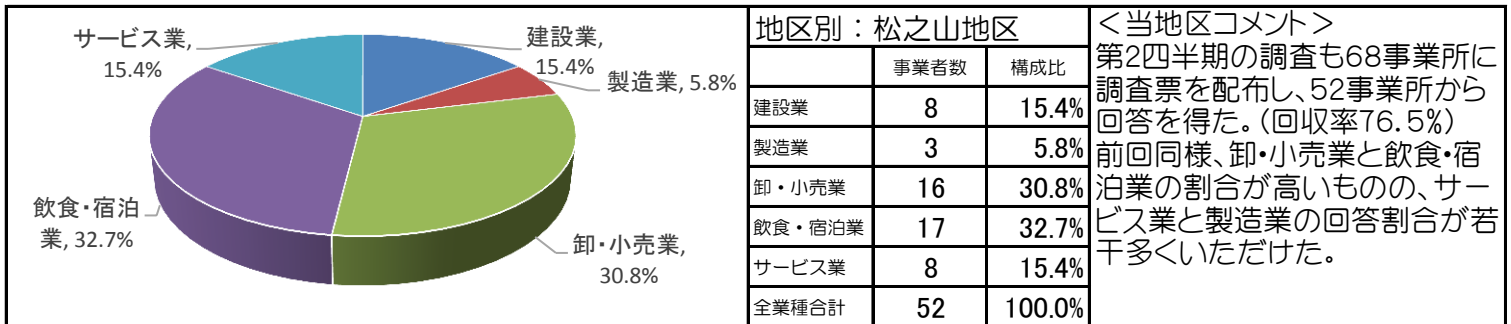 サービス業,
15.4%
建設業,
15.4%
製造業, 5.8%
飲食・宿泊
業, 32.7%
卸・小売業,
30.8%
地区別：松之山地区
事業者数 構成比
建設業 8 15.4%
製造業 3 5.8%
卸・小売業 16 30.8%
飲食・宿泊業 17 32.7%
サービス業 8 15.4%
全業種合計 52 100.0%
＜当地区コメント＞
第2四半期の調査も68事業所に
調査票を配布し、52事業所から
回答を得た。(回収率76.5%)
前回同様、卸・小売業と飲食・宿
泊業の割合が高いものの、サー
ビス業と製造業の回答割合が若
干多くいただけた。